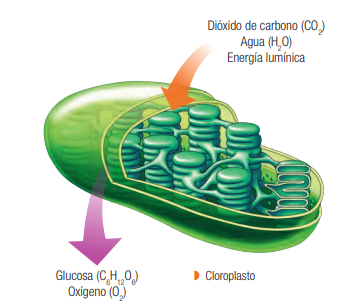 Dióxido de carbono (CO₂)
Agua (H₂O)
Energía lumínica
Glucosa (C₆H₁₂O₆)
Oxígeno (O₂)
Cloroplasto